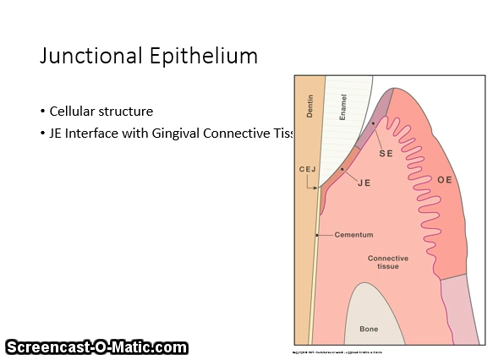 Junctional Epithelium
• Cellular structure
• JE Interface with Gingival Connective Tiss
Dentin
Enamel
SE
CEJ
JE
OE
Cementum
Connective
tissue
Bone
Screencast-O-Matic.com